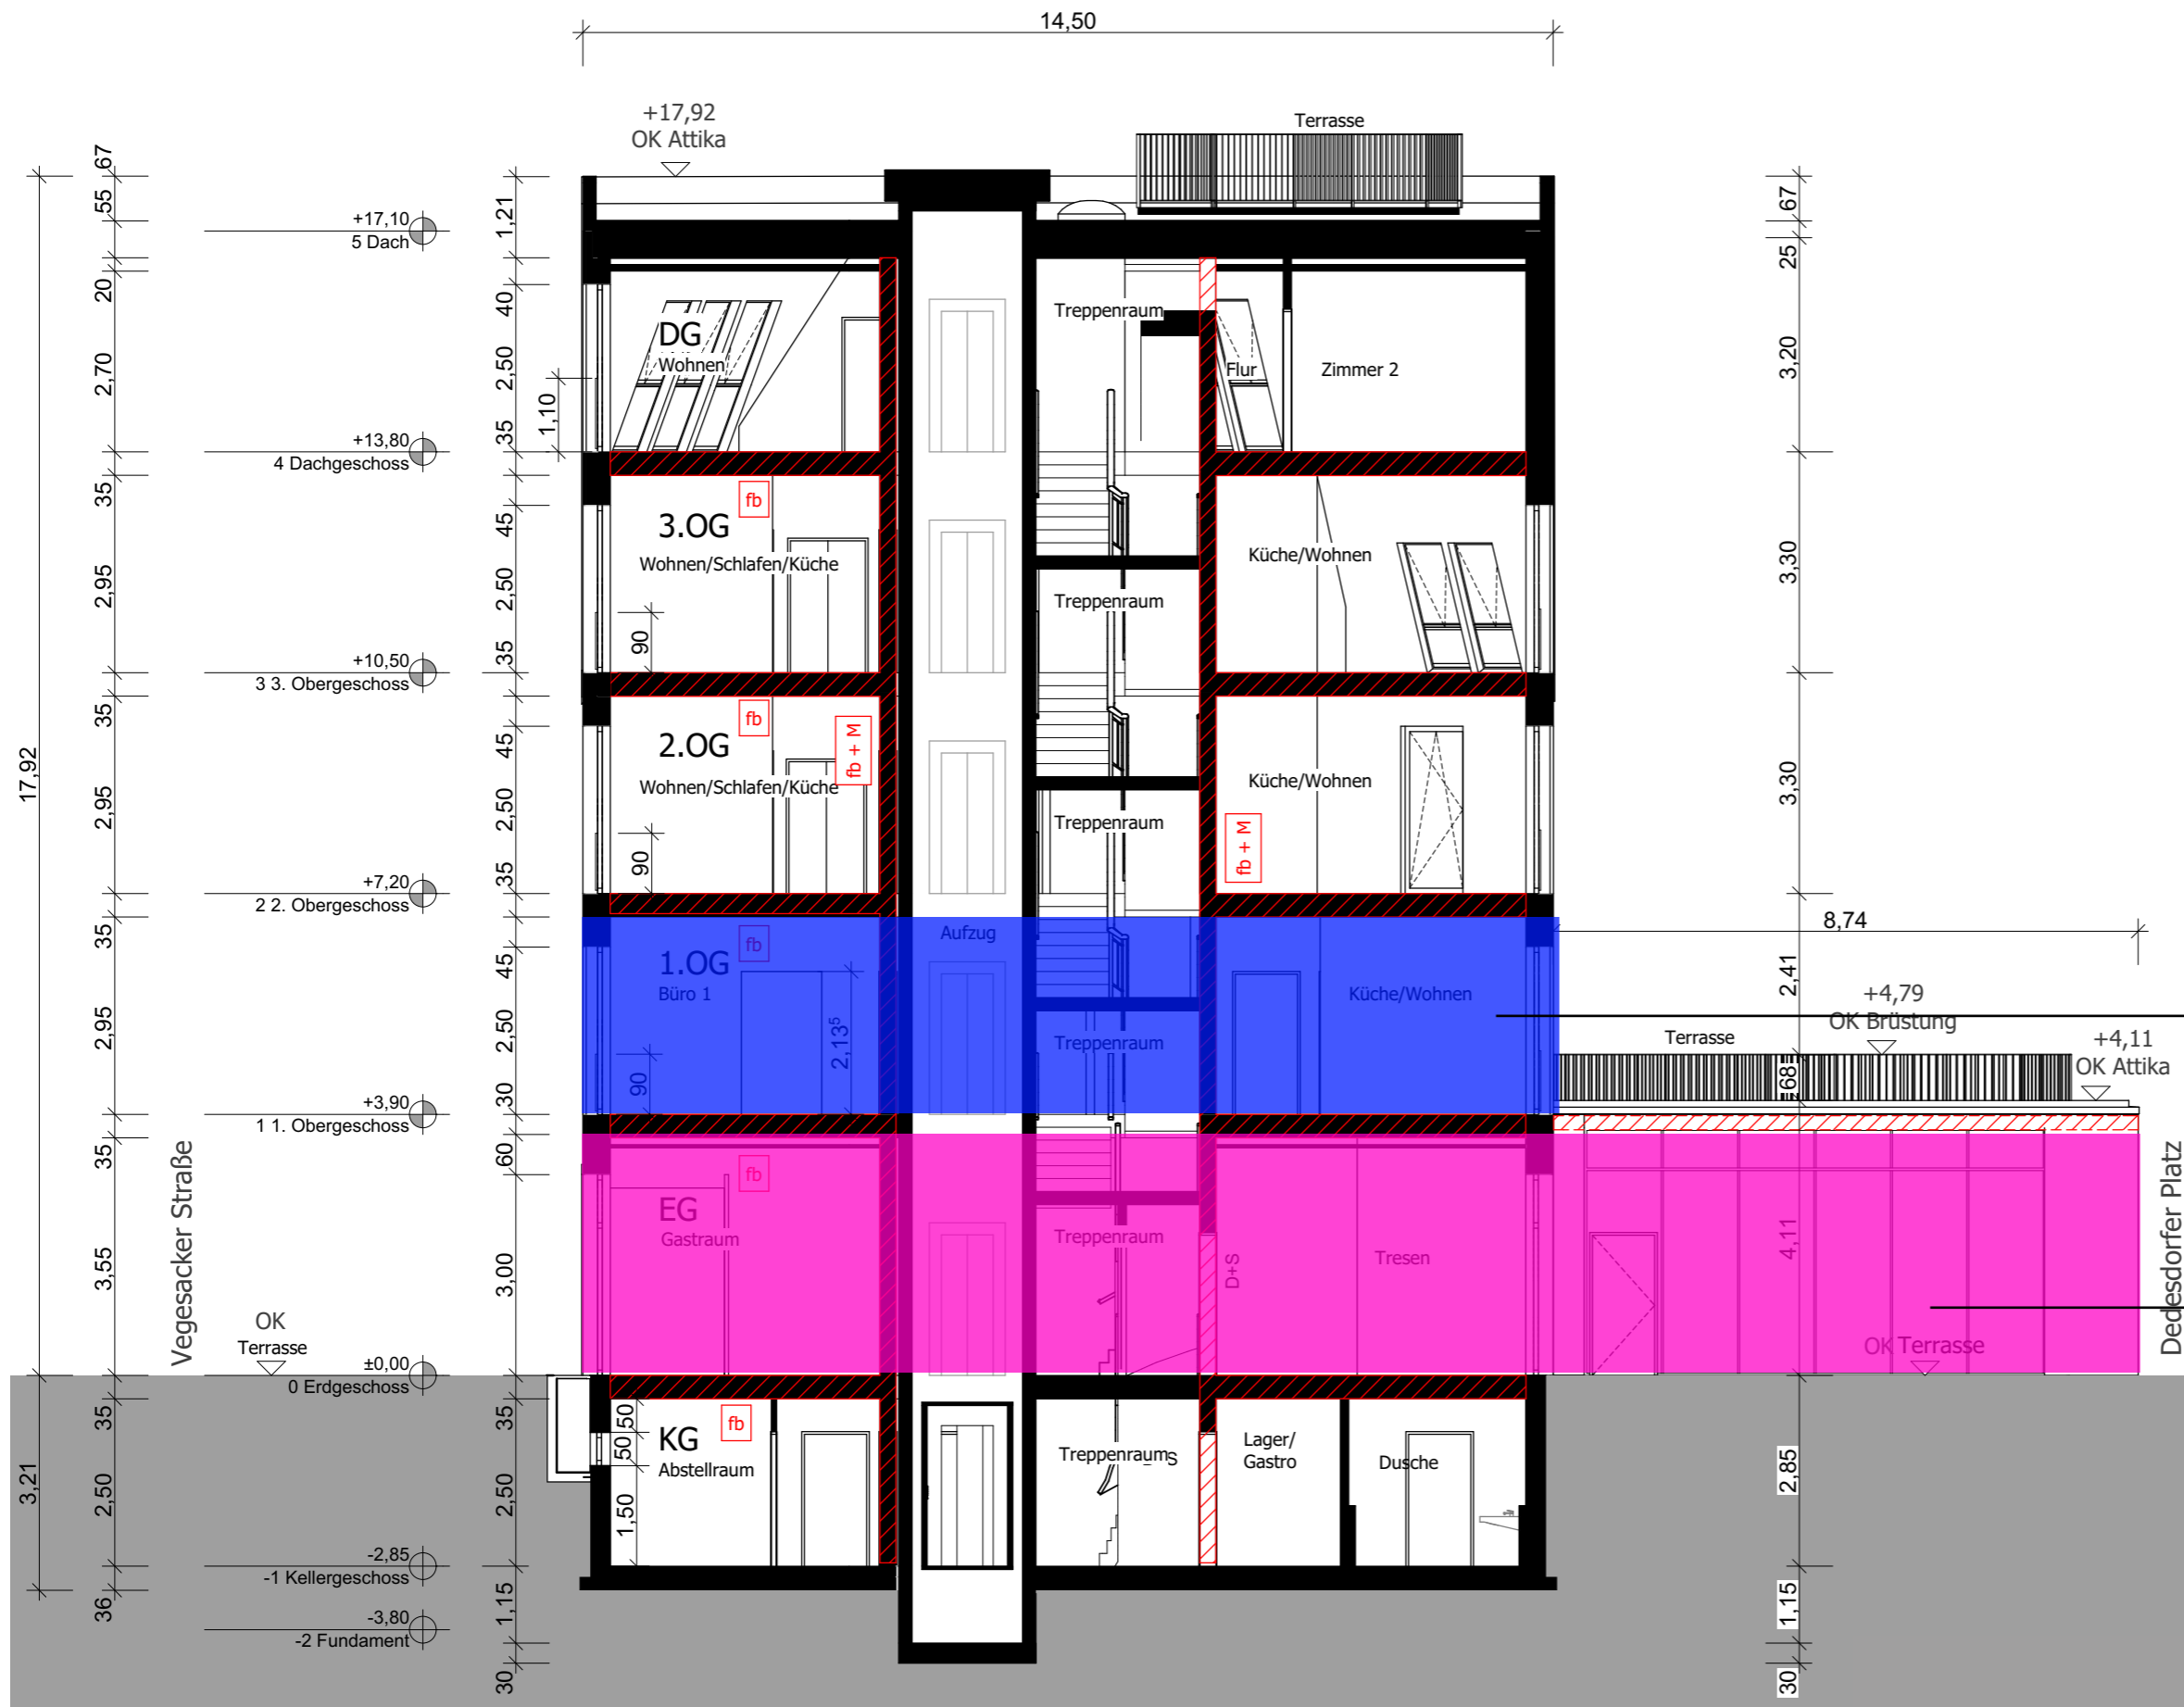 14,50
+17,92
OK Attika
Terrasse
67
55
20
2,70
35
2,95
35
2,95
35
2,95
35
3,55
35
2,50
36
17,92
3,21
+17,10
5 Dach
+13,80
4 Dachgeschoss
+10,50
3 3. Obergeschoss
+7,20
2 2. Obergeschoss
+3,90
1 1. Obergeschoss
±0,00
0 Erdgeschoss
-2,85
-1 Kellergeschoss
-3,80
-2 Fundament
Vegesacker Straße
OK
Terrasse
1,21
40
2,50
35
1,10
45
2,50
35
90
45
2,50
35
90
45
2,50
30
90
60
3,00
35
2,50
1,15
30
50
50
1,50
DG
Wohnen
Treppenraum
Flur
Zimmer 2
3.OG
fb
Wohnen/Schlafen/Küche
Treppenraum
Küche/Wohnen
2.OG
fb
fb + M
Wohnen/Schlafen/Küche
Treppenraum
Küche/Wohnen
fb + M
1.OG
fb
Büro 1
2,13⁵
Aufzug
Treppenraum
Küche/Wohnen
EG
fb
Gastraum
Treppenraum
D+S
Tresen
KG
fb
Abstellraum
Treppenraum
S
Lager/
Gastro
Dusche
67
25
3,20
3,30
3,30
2,41
68
4,11
2,85
1,15
30
8,74
+4,79
OK Brüstung
Terrasse
+4,11
OK Attika
OK Terrasse
Dedesdorfer Platz